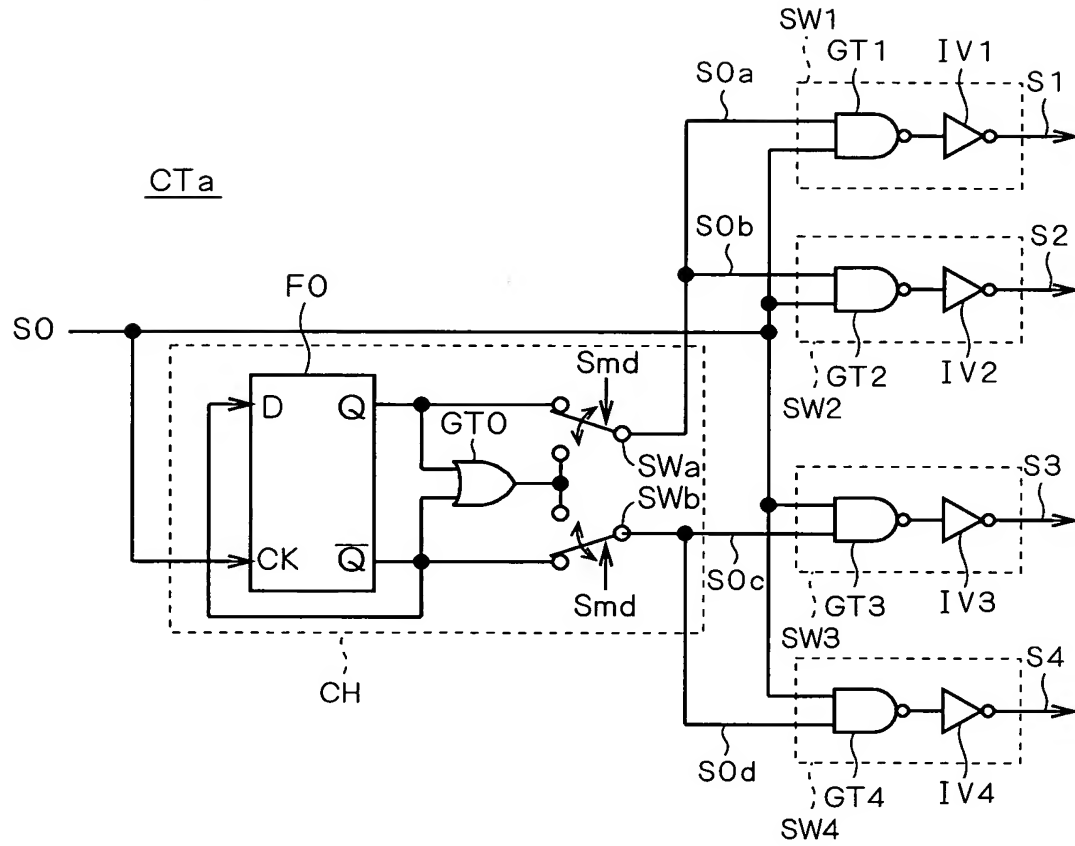 SW1
GT1
IV1
S0a
S1
CTa
S0b
S2
F0
S0
Smd
D
Q
GT0
SWa
GT2
IV2
SW2
SWb
S3
CK
Q̅
S0c
Smd
GT3
IV3
SW3
S4
CH
S0d
GT4
IV4
SW4